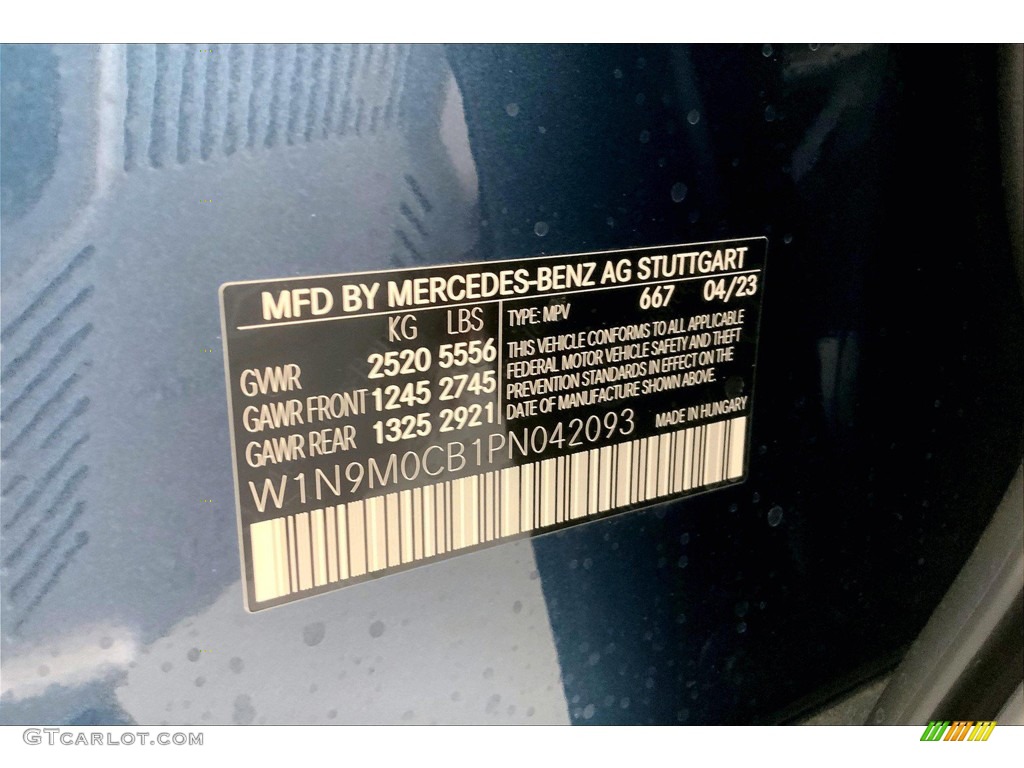 MFD BY MERCEDES-BENZ AG STUTTGART
KG LBS
GVWR 2520 5556
GAWR FRONT 1245 2745
GAWR REAR 1325 2921
TYPE: MPV 667 04/23
THIS VEHICLE CONFORMS TO ALL APPLICABLE
FEDERAL MOTOR VEHICLE SAFETY AND THEFT
PREVENTION STANDARDS IN EFFECT ON THE
DATE OF MANUFACTURE SHOWN ABOVE.
MADE IN HUNGARY
W1N9M0CB1PN042093
GTcarlot.com